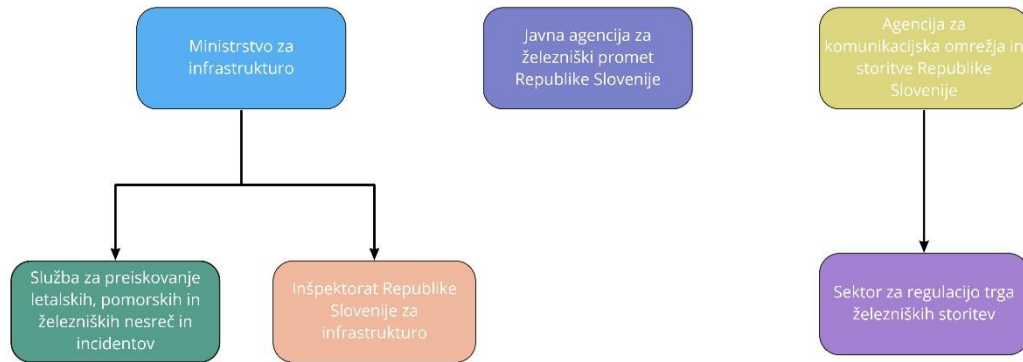 Ministrstvo za
infrastrukturo
Javna agencija za
železniški promet
Republike Slovenije
Agencija za
komunikacijska omrežja in
storitve Republike
Slovenije
Služba za preiskovanje
letalskih, pomorskih in
železniških nesreč in
incidentov
Inšpektorat Republike
Slovenije za
infrastrukturo
Sektor za regulacijo trga
železniških storitev